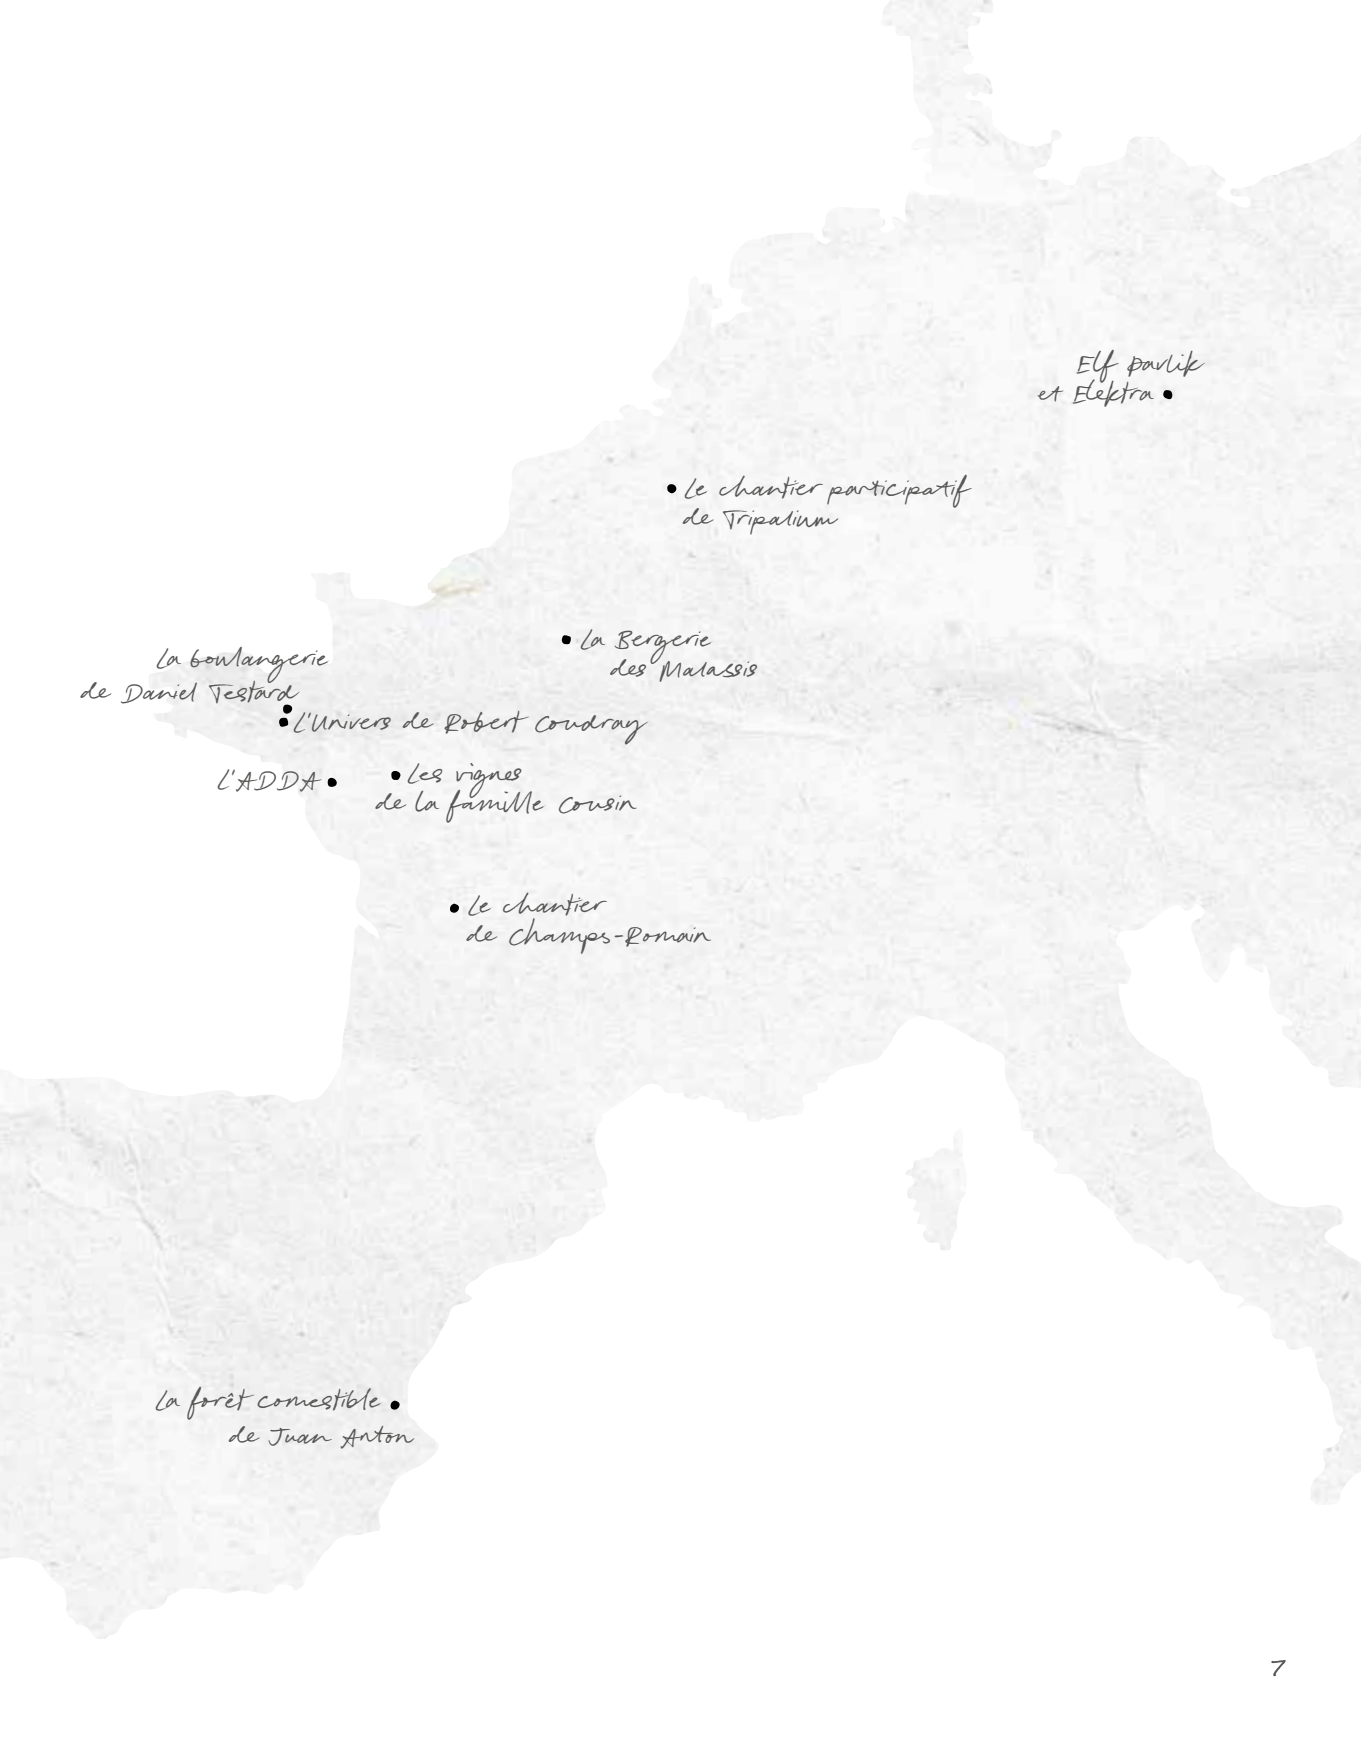 Elf Pavlik
et Elektra
Le chantier participatif
de Tripalium
La Bergerie
des Malassis
La boulangerie
de Daniel Testard
L'Univers de Robert Coudray
L'ADDA
Les vignes
de la famille Cousin
Le chantier
de Champs-Romain
La forêt comestible
de Juan Anton
7